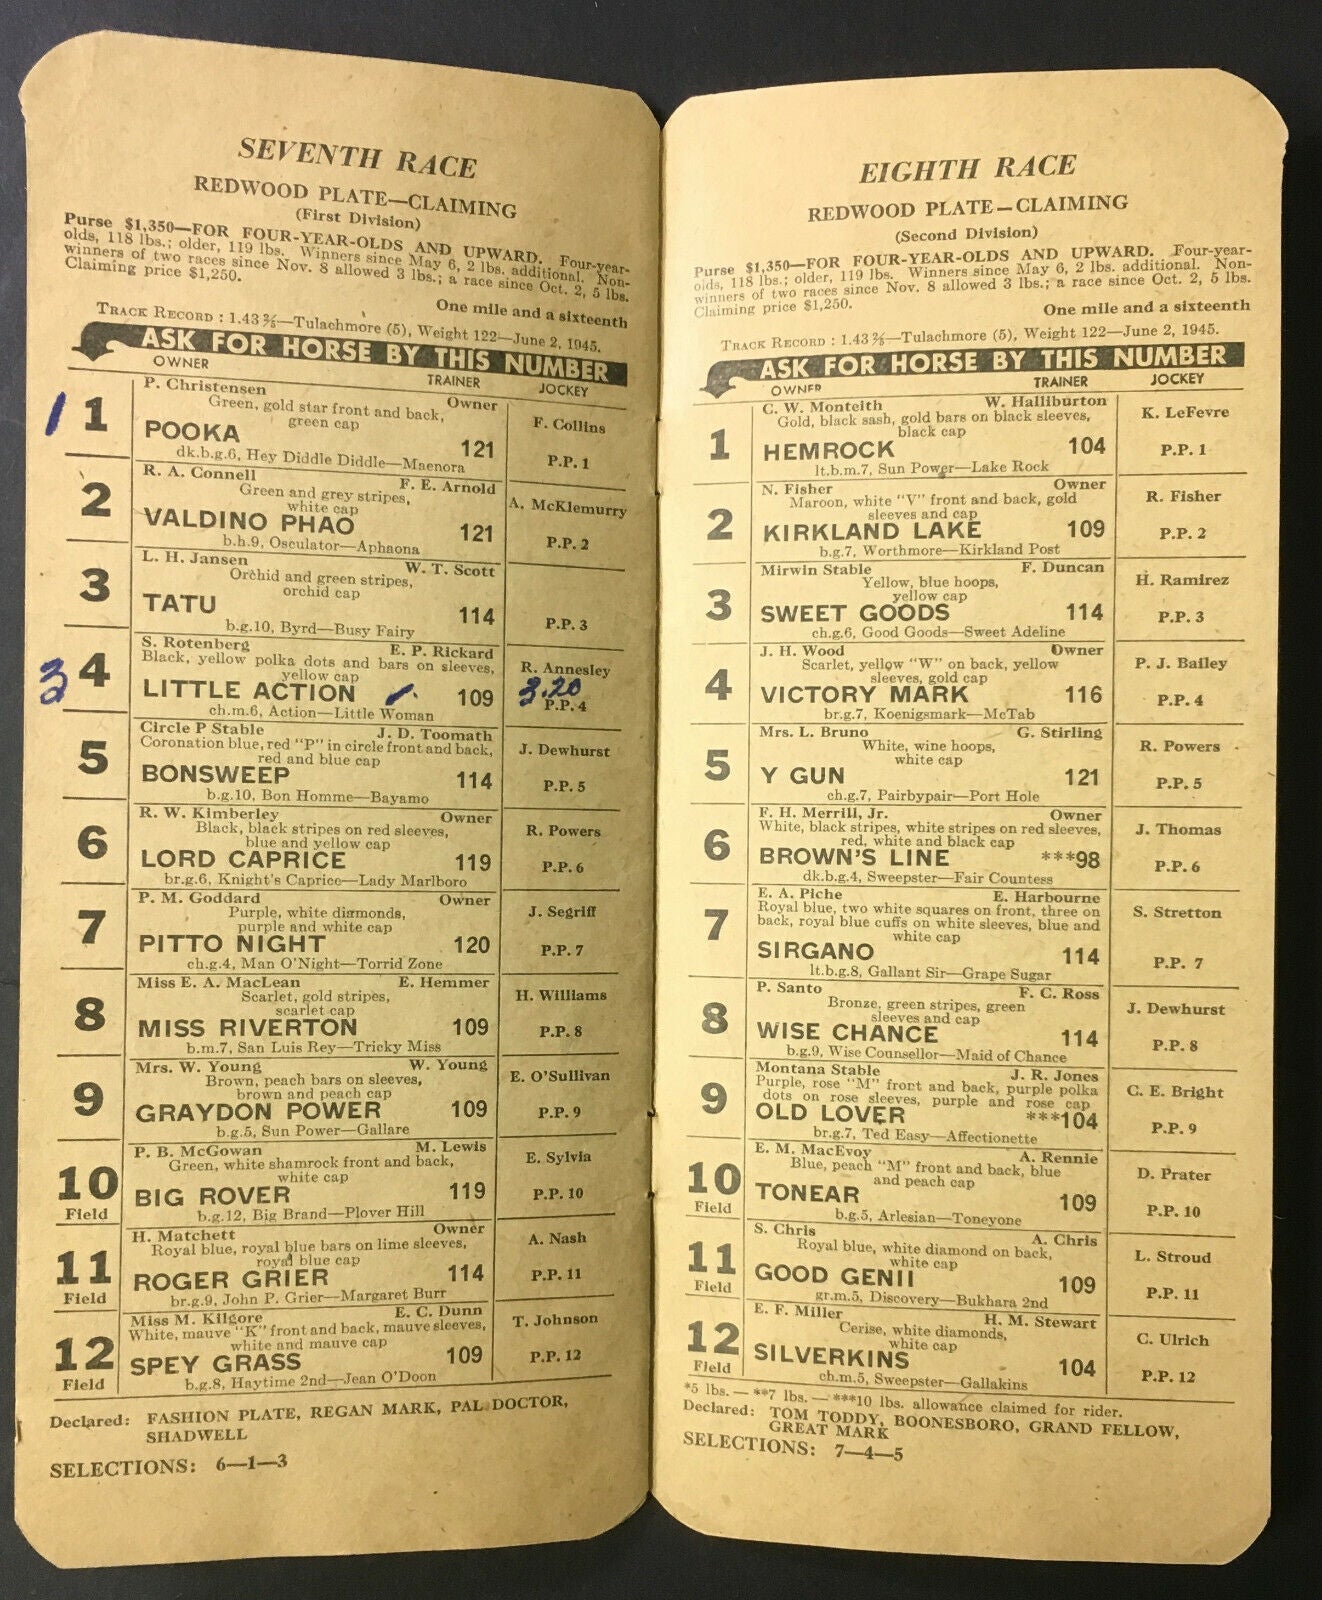 SEVENTH RACE
REDWOOD PLATE—CLAIMING
(First Division)
Purse $1,350—FOR FOUR-YEAR-OLDS AND UPWARD. Four-year-
olds, 118 lbs.; older, 119 lbs. Winners since May 6, 2 lbs. additional. Non-
winners of two races since Nov. 8 allowed 3 lbs.; a race since Oct. 2, 5 lbs.
Claiming price $1,250.
One mile and a sixteenth
TRACK RECORD : 1.43⅖—Tulachmore (5), Weight 122—June 2, 1945.
ASK FOR HORSE BY THIS NUMBER
OWNER TRAINER JOCKEY
P. Christensen Owner
Green, gold star front and back,
green cap
1 1 POOKA 121 F. Collins
dk.b.g.6, Hey Diddle Diddle—Maenora P.P. 1
R. A. Connell F. E. Arnold
Green and grey stripes,
white cap
2 VALDINO PHAO 121 A. McKlemurry
b.h.9, Osculator—Aphaona P.P. 2
L. H. Jansen W. T. Scott
Orchid and green stripes,
orchid cap
3 TATU 114
b.g.10, Byrd—Busy Fairy P.P. 3
S. Rotenberg E. P. Rickard
Black, yellow polka dots and bars on sleeves,
yellow cap
3 4 LITTLE ACTION 109 R. Annesley
3.20
ch.m.6, Action—Little Woman P.P. 4
Circle P Stable J. D. Toomath
Coronation blue, red "P" in circle front and back,
red and blue cap
5 BONSWEEP 114 J. Dewhurst
b.g.10, Bon Homme—Bayamo P.P. 5
R. W. Kimberley Owner
Black, black stripes on red sleeves,
blue and yellow cap
6 LORD CAPRICE 119 R. Powers
br.g.6, Knight's Caprice—Lady Marlboro P.P. 6
P. M. Goddard Owner
Purple, white diamonds,
purple and white cap
7 PITTO NIGHT 120 J. Segriff
ch.g.4, Man O'Night—Torrid Zone P.P. 7
Miss E. A. MacLean E. Hemmer
Scarlet, gold stripes,
scarlet cap
8 MISS RIVERTON 109 H. Williams
b.m.7, San Luis Rey—Tricky Miss P.P. 8
Mrs. W. Young W. Young
Brown, peach bars on sleeves,
brown and peach cap
9 GRAYDON POWER 109 E. O'Sullivan
b.g.5, Sun Power—Gallare P.P. 9
P. B. McGowan M. Lewis
Green, white shamrock front and back,
white cap
10 Field BIG ROVER 119 E. Sylvia
b.g.12, Big Brand—Plover Hill P.P. 10
H. Matchett Owner
Royal blue, royal blue bars on lime sleeves,
royal blue cap
11 Field ROGER GRIER 114 A. Nash
br.g.9, John P. Grier—Margaret Burr P.P. 11
Miss M. Kilgore E. C. Dunn
White, mauve "K" front and back, mauve sleeves,
white and mauve cap
12 Field SPEY GRASS 109 T. Johnson
b.g.8, Haytime 2nd—Jean O'Doon P.P. 12
Declared: FASHION PLATE, REGAN MARK, PAL DOCTOR,
SHADWELL
SELECTIONS: 6—1—3
EIGHTH RACE
REDWOOD PLATE—CLAIMING
(Second Division)
Purse $1,350—FOR FOUR-YEAR-OLDS AND UPWARD. Four-year-
olds, 118 lbs.; older, 119 lbs. Winners since May 6, 2 lbs. additional. Non-
winners of two races since Nov. 8 allowed 3 lbs.; a race since Oct. 2, 5 lbs.
Claiming price $1,250.
One mile and a sixteenth
TRACK RECORD : 1.43⅖—Tulachmore (5), Weight 122—June 2, 1945.
ASK FOR HORSE BY THIS NUMBER
OWNER TRAINER JOCKEY
C. W. Monteith W. Halliburton
Gold, black sash, gold bars on black sleeves,
black cap
1 HEMROCK 104 K. LeFevre
lt.b.m.7, Sun Power—Lake Rock P.P. 1
N. Fisher Owner
Maroon, white "V" front and back, gold
sleeves and cap
2 KIRKLAND LAKE 109 R. Fisher
b.g.7, Worthmore—Kirkland Post P.P. 2
Mirwin Stable F. Duncan
Yellow, blue hoops,
yellow cap
3 SWEET GOODS 114 H. Ramirez
ch.g.6, Good Goods—Sweet Adeline P.P. 3
J. H. Wood Owner
Scarlet, yellow "W" on back, yellow
sleeves, gold cap
4 VICTORY MARK 116 P. J. Bailey
br.g.7, Koenigsmark—McTab P.P. 4
Mrs. L. Bruno G. Stirling
White, wine hoops,
white cap
5 Y GUN 121 R. Powers
ch.g.7, Pairbypair—Port Hole P.P. 5
F. H. Merrill, Jr. Owner
White, black stripes, white stripes on red sleeves,
red, white and black cap
6 BROWN'S LINE ***98 J. Thomas
dk.b.g.4, Sweepster—Fair Countess P.P. 6
E. A. Piche E. Harbourne
Royal blue, two white squares on front, three on
back, royal blue cuffs on white sleeves, blue and
white cap
7 SIRGANO 114 S. Stretton
lt.b.g.8, Gallant Sir—Grape Sugar P.P. 7
P. Santo F. C. Ross
Bronze, green stripes, green
sleeves and cap
8 WISE CHANCE 114 J. Dewhurst
b.g.9, Wise Counsellor—Maid of Chance P.P. 8
Montana Stable J. R. Jones
Purple, rose "M" front and back, purple polka
dots on rose sleeves, purple and rose cap
9 OLD LOVER ***104 C. E. Bright
br.g.7, Ted Easy—Affectionette P.P. 9
E. M. MacEvoy A. Rennie
Blue, peach "M" front and back, blue
and peach cap
10 Field TONEAR 109 D. Prater
b.g.5, Arlesian—Toneyone P.P. 10
S. Chris A. Chris
Royal blue, white diamond on back,
white cap
11 Field GOOD GENII 109 L. Stroud
gr.m.5, Discovery—Bukhara 2nd P.P. 11
E. F. Miller H. M. Stewart
Cerise, white diamonds,
white cap
12 Field SILVERKINS 104 C. Ulrich
ch.m.5, Sweepster—Gallakins P.P. 12
*5 lbs. — **7 lbs. — ***10 lbs. allowance claimed for rider.
Declared: TOM TODDY, BOONESBORO, GRAND FELLOW,
GREAT MARK
SELECTIONS: 7—4—5